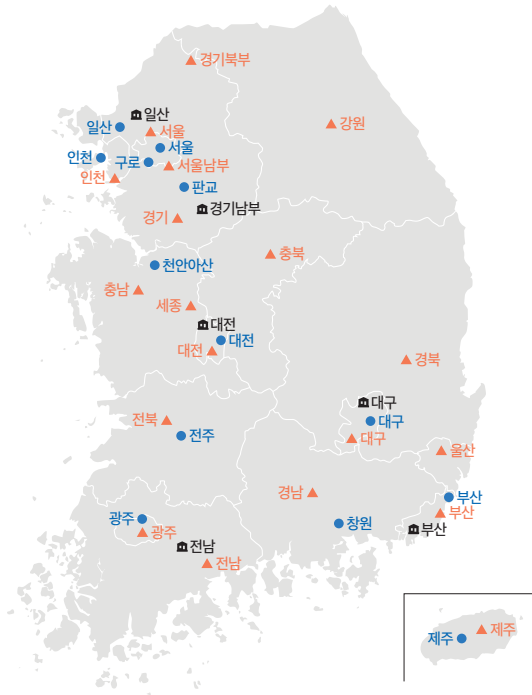 경기북부
일산
강원
일산
서울
서울
인천
구로
서울남부
인천
판교
경기남부
경기
충북
천안아산
충남
세종
대전
대전
대전
경북
대구
전북
대구
전주
대구
울산
경남
부산
광주
부산
창원
광주
부산
전남
전남
제주
제주